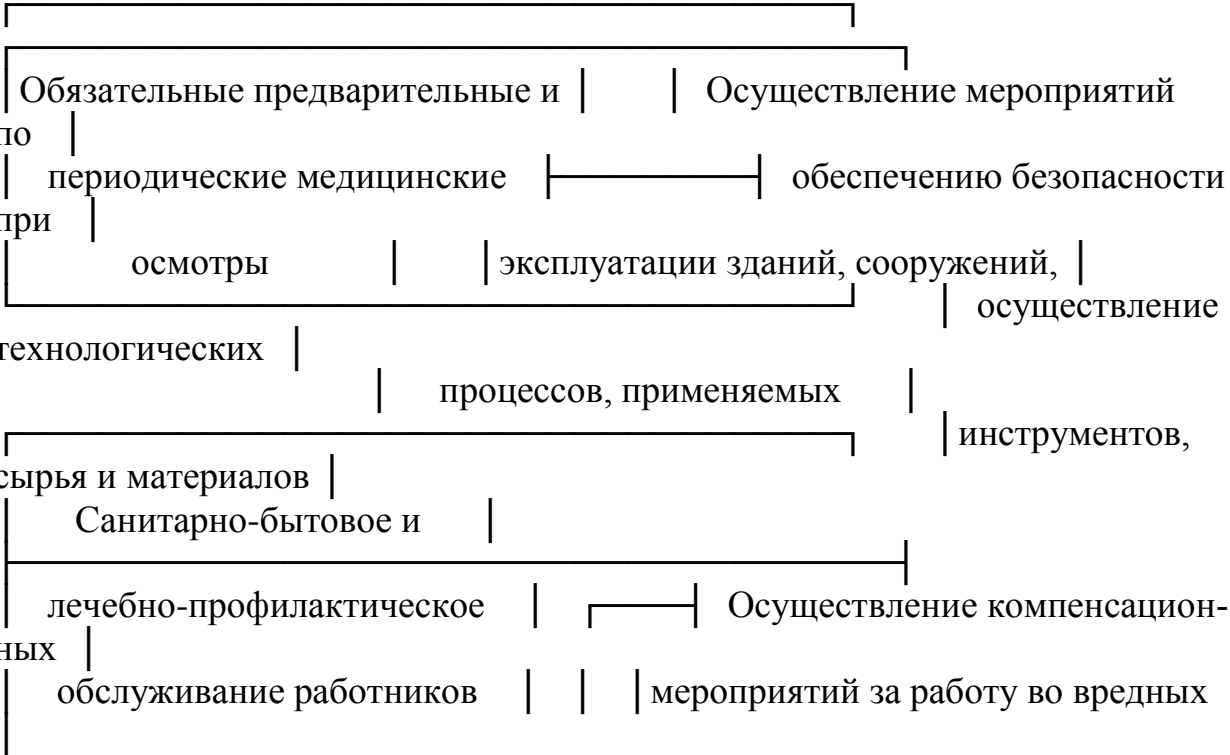 Обязательные предварительные и Осуществление мероприятий
по
периодические медицинские обеспечению безопасности
при
осмотры эксплуатации зданий, сооружений,
осуществление
технологических
процессов, применяемых
инструментов,
сырья и материалов
Санитарно-бытовое и
лечебно-профилактическое Осуществление компенсацион-
ных
обслуживание работников мероприятий за работу во вредных